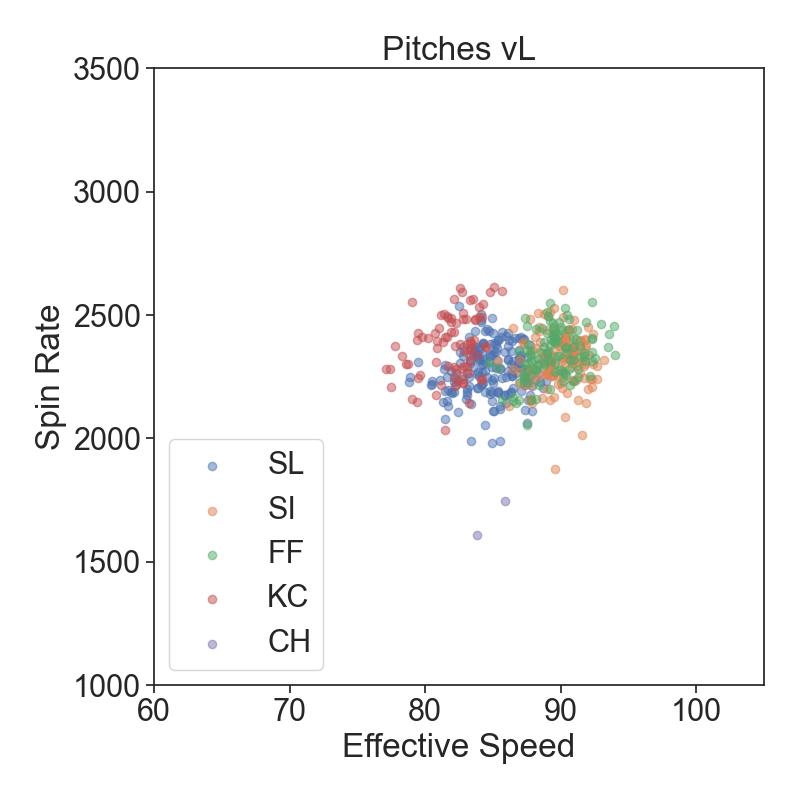 Pitches vL
3500
3000
2500
2000
1500
1000
Spin Rate
SL
SI
FF
KC
CH
60 70 80 90 100
Effective Speed